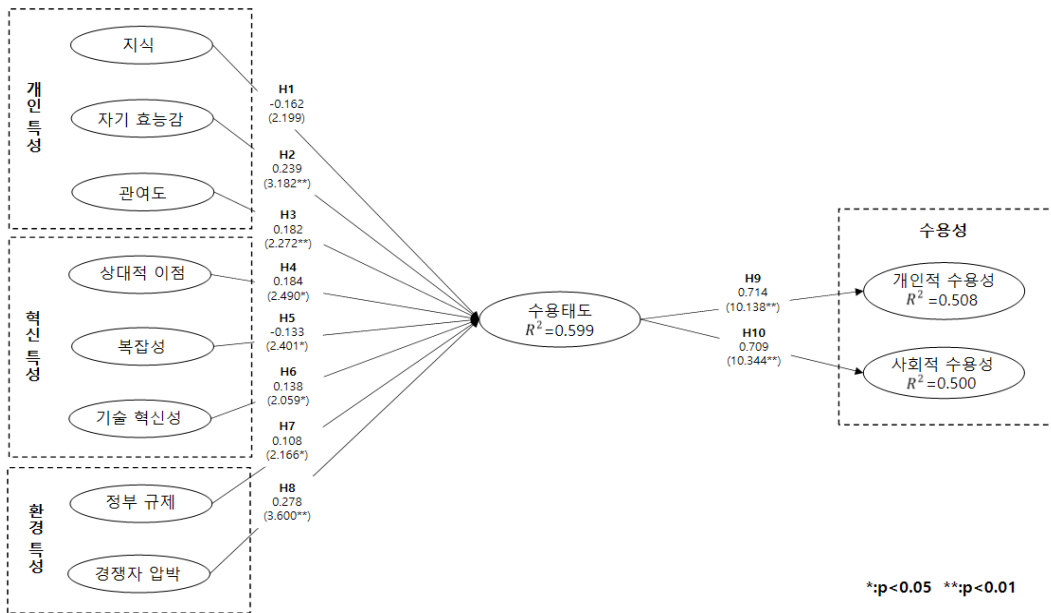 개인 특성
지식
자기 효능감
관여도
혁신 특성
상대적 이점
복잡성
기술 혁신성
환경 특성
정부 규제
경쟁자 압박
H1
-0.162
(2.199)
H2
0.239
(3.182**)
H3
0.182
(2.272**)
H4
0.184
(2.490*)
H5
-0.133
(2.401*)
H6
0.138
(2.059*)
H7
0.108
(2.166*)
H8
0.278
(3.600**)
수용태도
R²=0.599
H9
0.714
(10.138**)
H10
0.709
(10.344**)
수용성
개인적 수용성
R²=0.508
사회적 수용성
R²=0.500
*:p<0.05 **:p<0.01